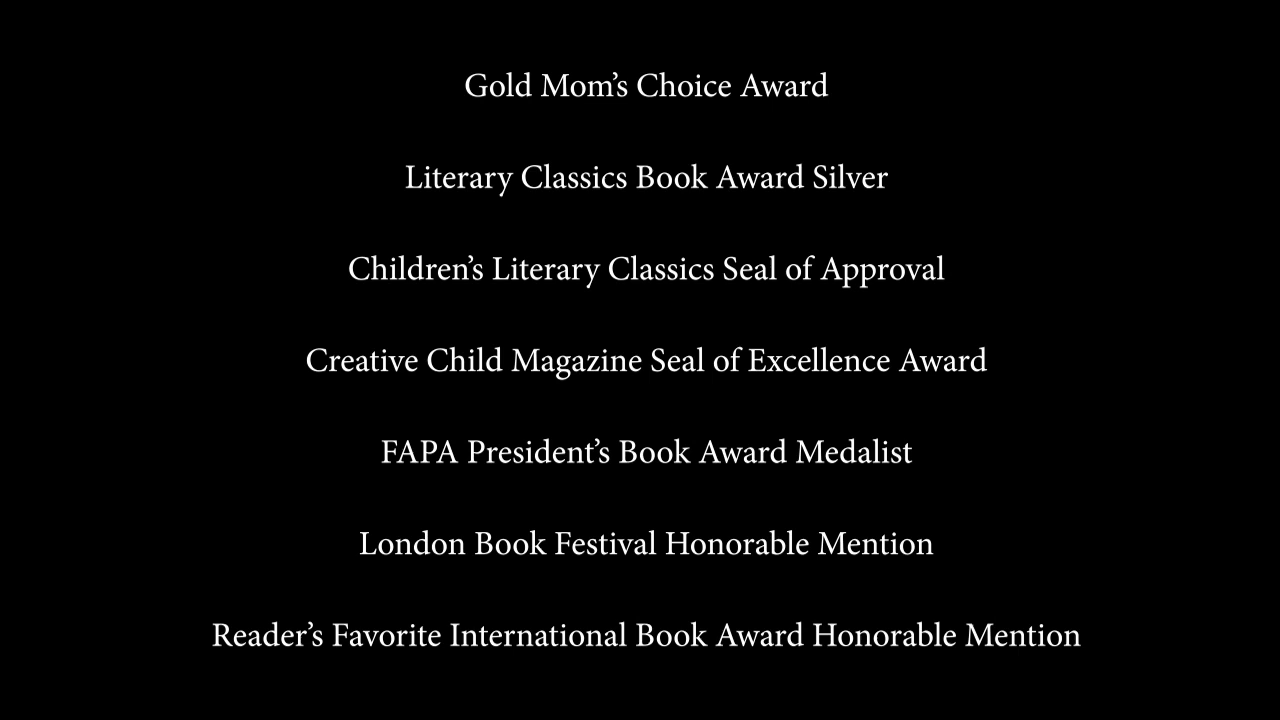 Gold Mom’s Choice Award
Literary Classics Book Award Silver
Children’s Literary Classics Seal of Approval
Creative Child Magazine Seal of Excellence Award
FAPA President’s Book Award Medalist
London Book Festival Honorable Mention
Reader’s Favorite International Book Award Honorable Mention